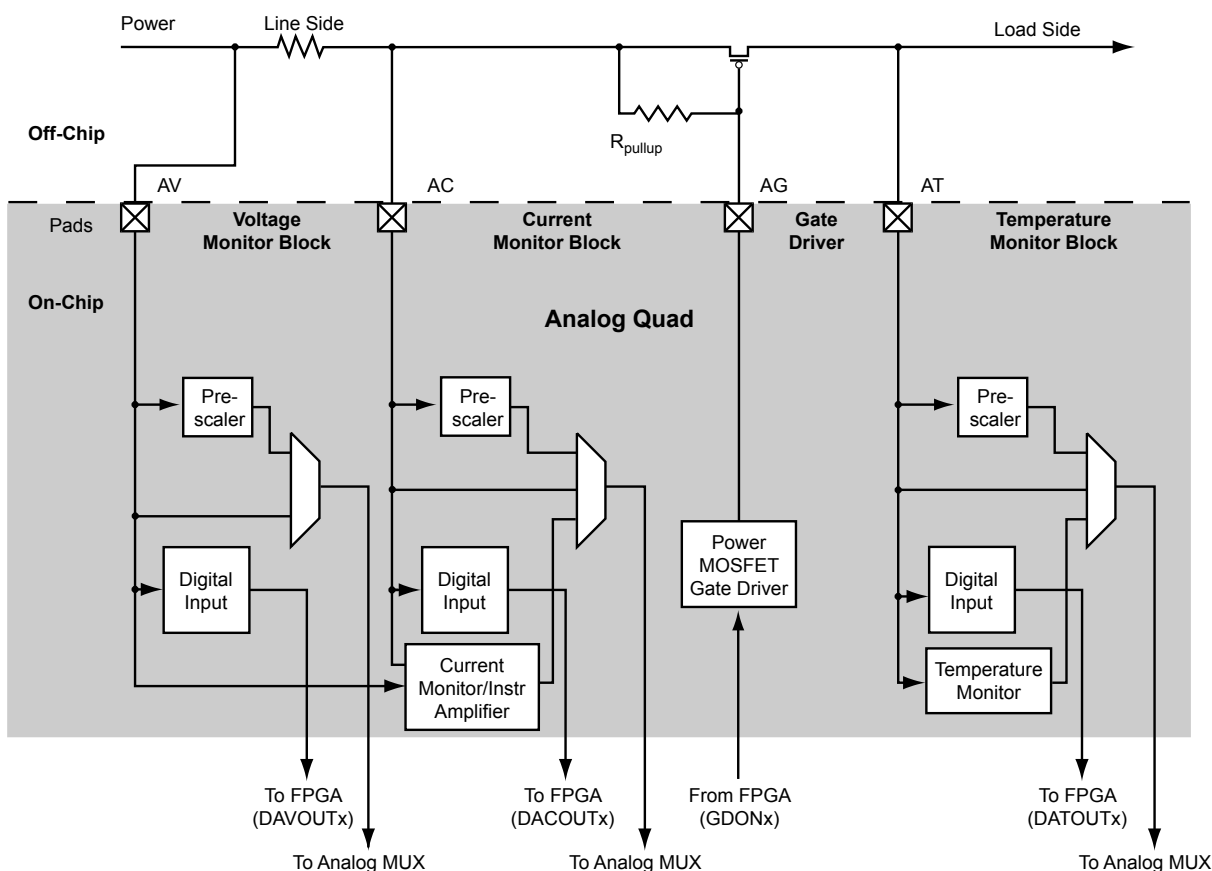 Power
Line Side
Load Side
Off-Chip
Rpullup
AV
AC
AG
AT
Pads
Voltage
Monitor Block
Current
Monitor Block
Gate
Driver
Temperature
Monitor Block
On-Chip
Analog Quad
Pre-
scaler
Pre-
scaler
Pre-
scaler
Power
MOSFET
Gate Driver
Digital
Input
Digital
Input
Digital
Input
Current
Monitor/Instr
Amplifier
Temperature
Monitor
To FPGA
(DAVOUTx)
To FPGA
(DACOUTx)
From FPGA
(GDONx)
To FPGA
(DATOUTx)
To Analog MUX
To Analog MUX
To Analog MUX